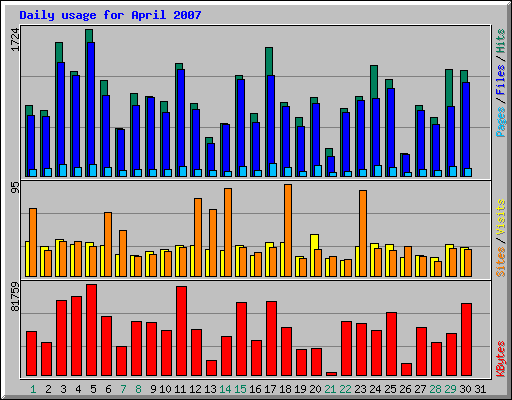 Daily usage for April 2007
1724
Pages / Files / Hits
95
Sites / Visits
81759
KBytes
1 2 3 4 5 6 7 8 9 10 11 12 13 14 15 16 17 18 19 20 21 22 23 24 25 26 27 28 29 30 31